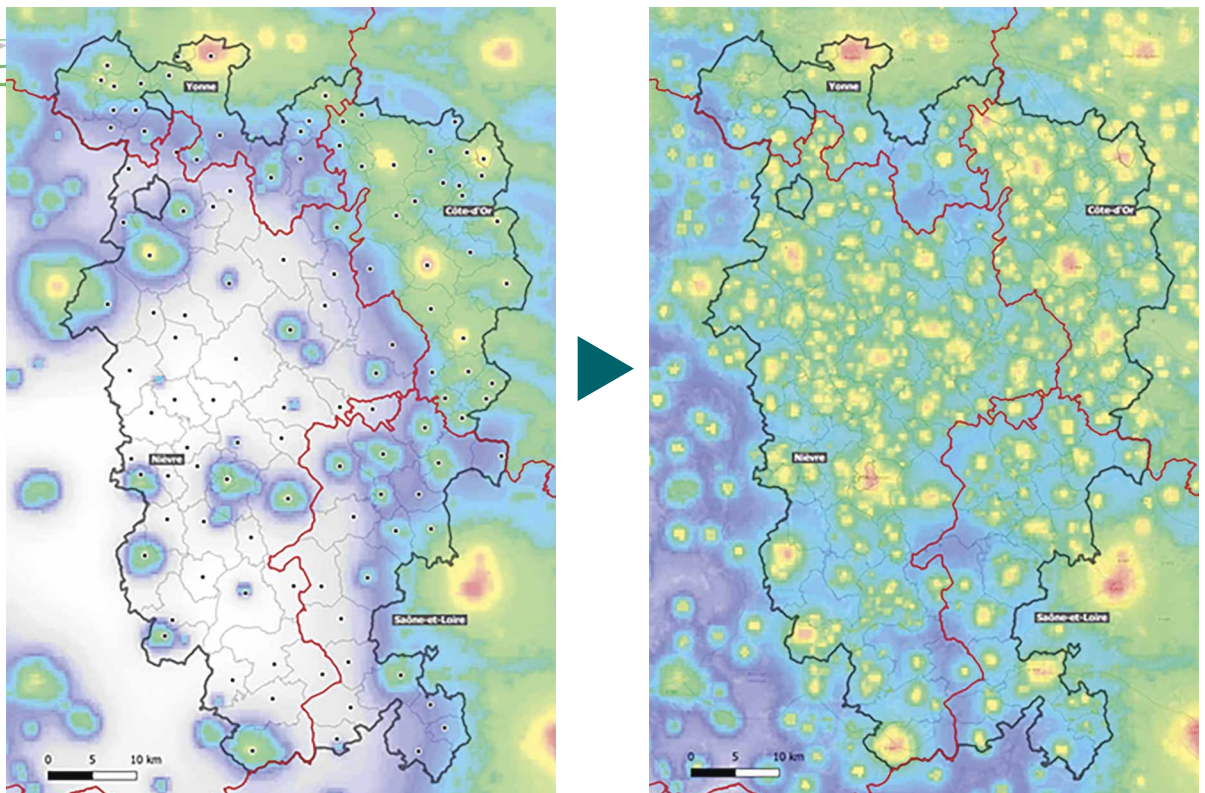 Yonne
Côte-d'Or
Nièvre
Saône-et-Loire
0 5 10 km
Yonne
Côte-d'Or
Nièvre
Saône-et-Loire
0 5 10 km